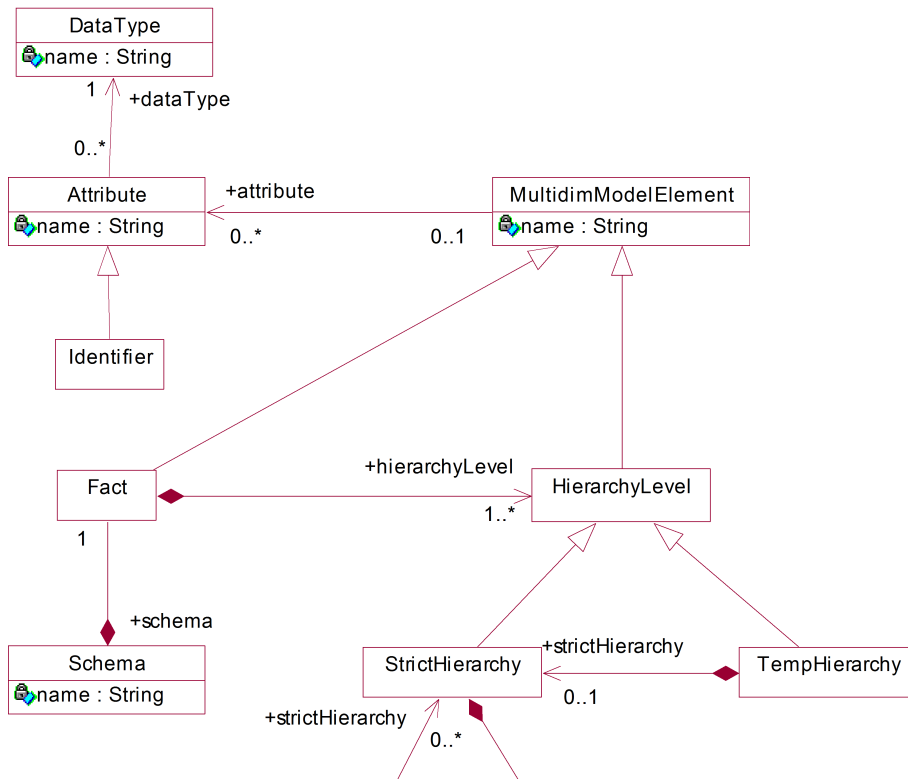 DataType
name : String
1
+dataType
0..*
Attribute
name : String
+attribute
0..*
0..1
MultidimModelElement
name : String
Identifier
Fact
+hierarchyLevel
1..*
HierarchyLevel
1
+schema
Schema
name : String
StrictHierarchy
+strictHierarchy
0..1
TempHierarchy
+strictHierarchy
0..*